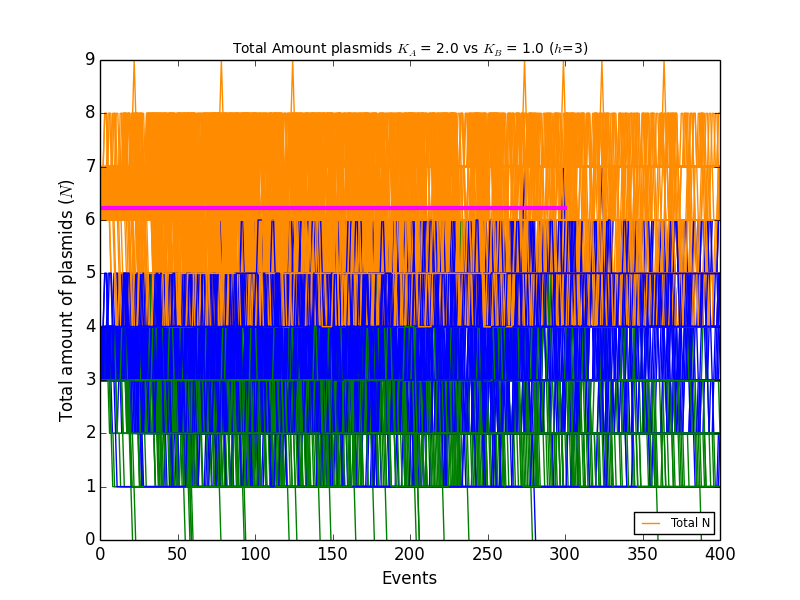 Total Amount plasmids K_A = 2.0 vs K_B = 1.0 (h=3)
Total amount of plasmids (N)
9
8
7
6
5
4
3
2
1
0
0 50 100 150 200 250 300 350 400
Events
Total N